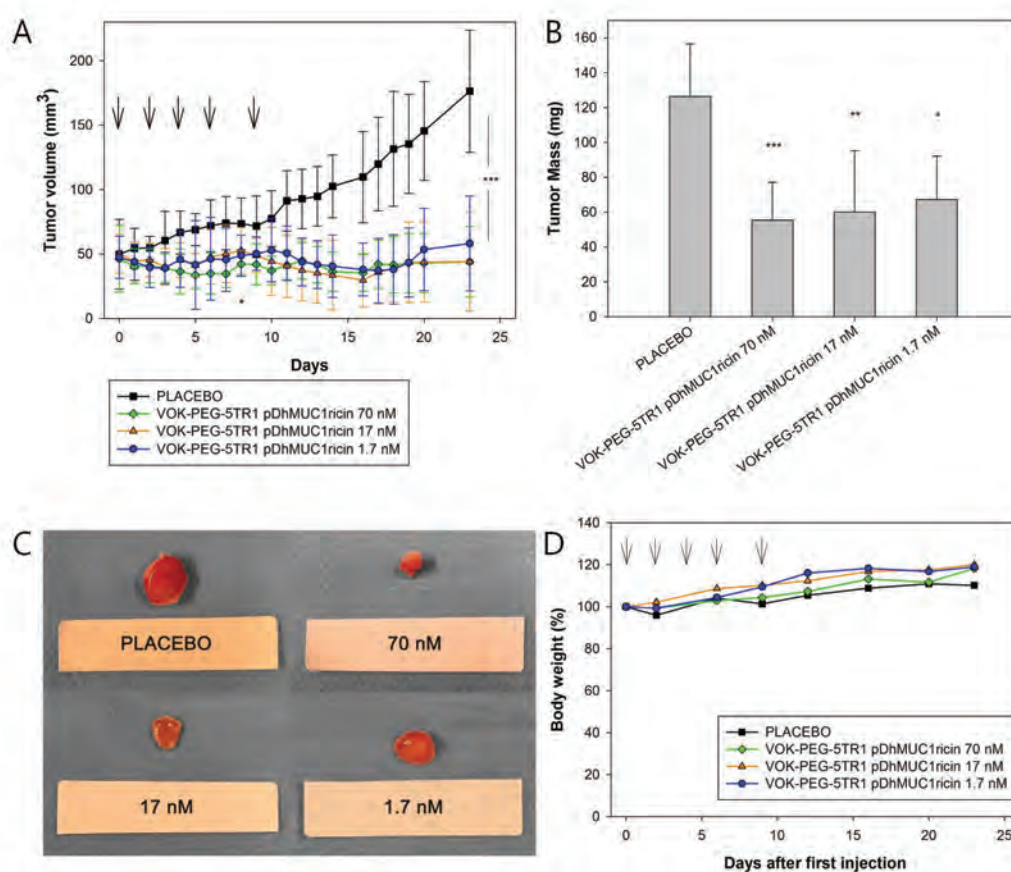 A
Tumor volume (mm³)
200
150
100
50
0
***
*
0 5 10 15 20 25
Days
PLACEBO
VOK-PEG-5TR1 pDhMUC1ricin 70 nM
VOK-PEG-5TR1 pDhMUC1ricin 17 nM
VOK-PEG-5TR1 pDhMUC1ricin 1.7 nM
B
Tumor Mass (mg)
160
140
120
100
80
60
40
20
0
*** ** *
PLACEBO
VOK-PEG-5TR1 pDhMUC1ricin 70 nM
VOK-PEG-5TR1 pDhMUC1ricin 17 nM
VOK-PEG-5TR1 pDhMUC1ricin 1.7 nM
C
PLACEBO
70 nM
17 nM
1.7 nM
D
Body weight (%)
140
120
100
80
60
40
20
0
PLACEBO
VOK-PEG-5TR1 pDhMUC1ricin 70 nM
VOK-PEG-5TR1 pDhMUC1ricin 17 nM
VOK-PEG-5TR1 pDhMUC1ricin 1.7 nM
0 5 10 15 20 25
Days after first injection